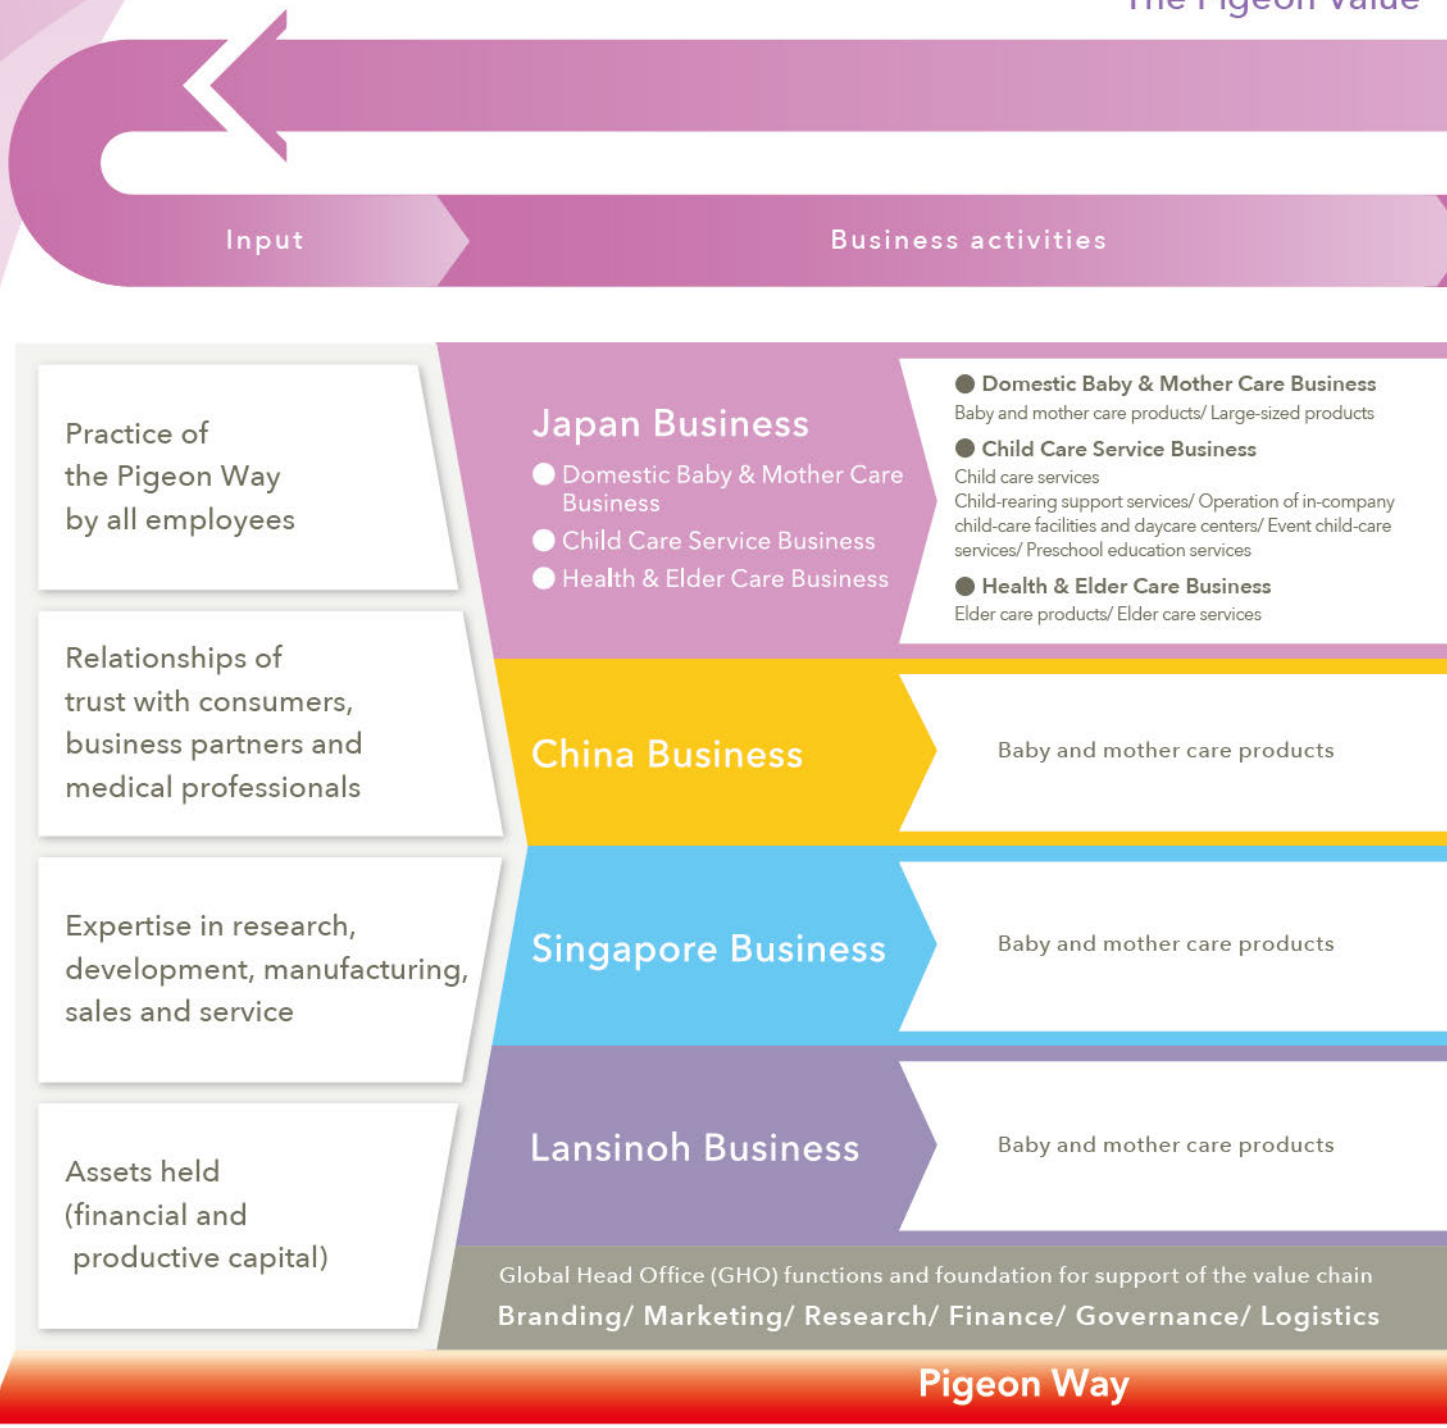 The Pigeon Value
Input
Business activities
Practice of
the Pigeon Way
by all employees
Relationships of
trust with consumers,
business partners and
medical professionals
Expertise in research,
development, manufacturing,
sales and service
Assets held
(financial and
productive capital)
Japan Business
Domestic Baby & Mother Care
Business
Child Care Service Business
Health & Elder Care Business
● Domestic Baby & Mother Care Business
Baby and mother care products/ Large-sized products
● Child Care Service Business
Child care services
Child-rearing support services/ Operation of in-company
child-care facilities and daycare centers/ Event child-care
services/ Preschool education services
● Health & Elder Care Business
Elder care products/ Elder care services
China Business
Baby and mother care products
Singapore Business
Baby and mother care products
Lansinoh Business
Baby and mother care products
Global Head Office (GHO) functions and foundation for support of the value chain
Branding/ Marketing/ Research/ Finance/ Governance/ Logistics
Pigeon Way